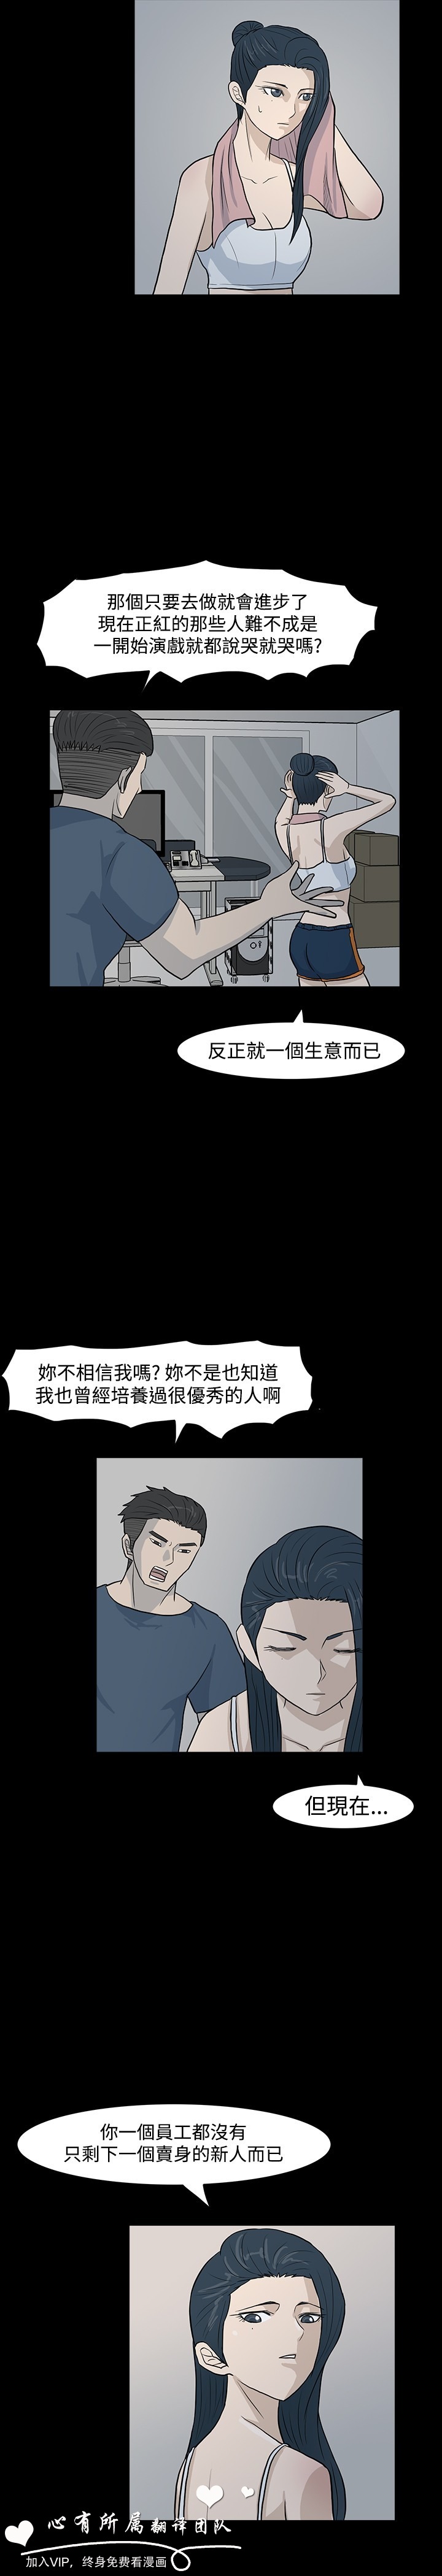 那個只要去做就會進步了
現在正紅的那些人難不成是
一開始演戲就都說哭就哭嗎?
反正就一個生意而已
妳不相信我嗎? 妳不是也知道
我也曾經培養過很優秀的人啊
但現在...
你一個員工都沒有
只剩下一個賣身的新人而已
心有所属翻译团队
加入VIP，终身免费看漫画